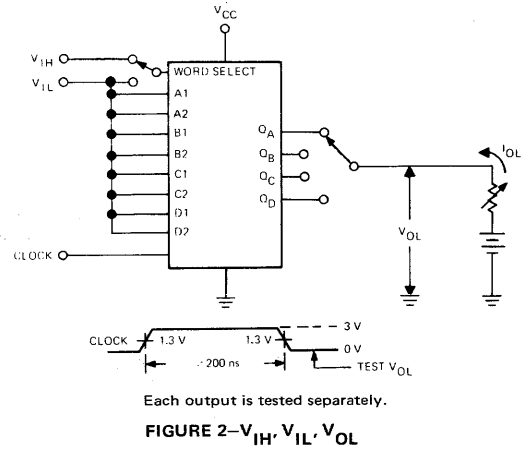 VCC
VIH
VIL
WORD SELECT
A1
A2
B1
B2
C1
C2
D1
D2
CLOCK
QA
QB
QC
QD
IOL
VOL
CLOCK
1.3 V
1.3 V
3 V
0 V
200 ns
TEST VOL
Each output is tested separately.
FIGURE 2–VIH, VIL, VOL